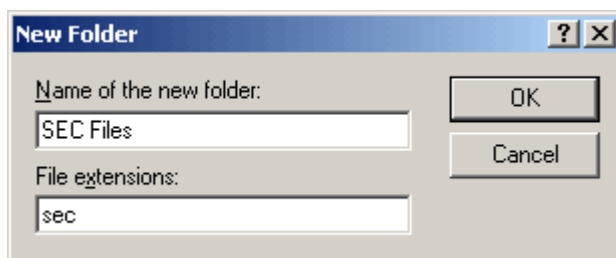 New Folder
Name of the new folder:
SEC Files
File extensions:
sec
OK
Cancel